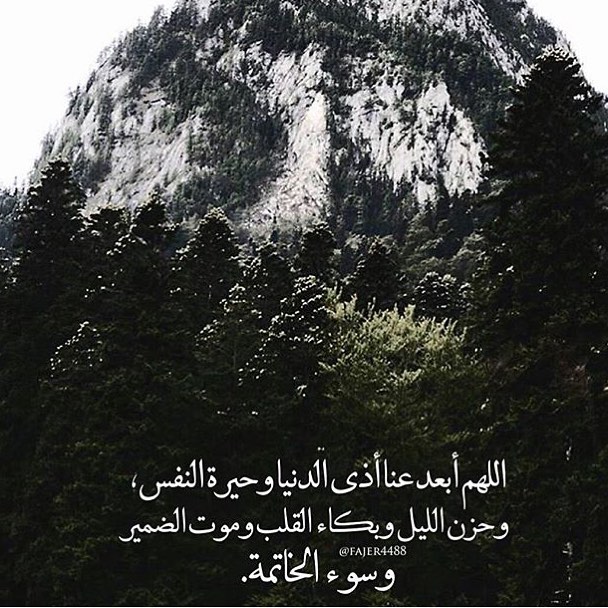 اللهم أبعد عنا أذى الدنيا وحيرة النفس،
وحزن الليل وبكاء القلب وموت الضمير
@FAJER4488
وسوء الخاتمة.